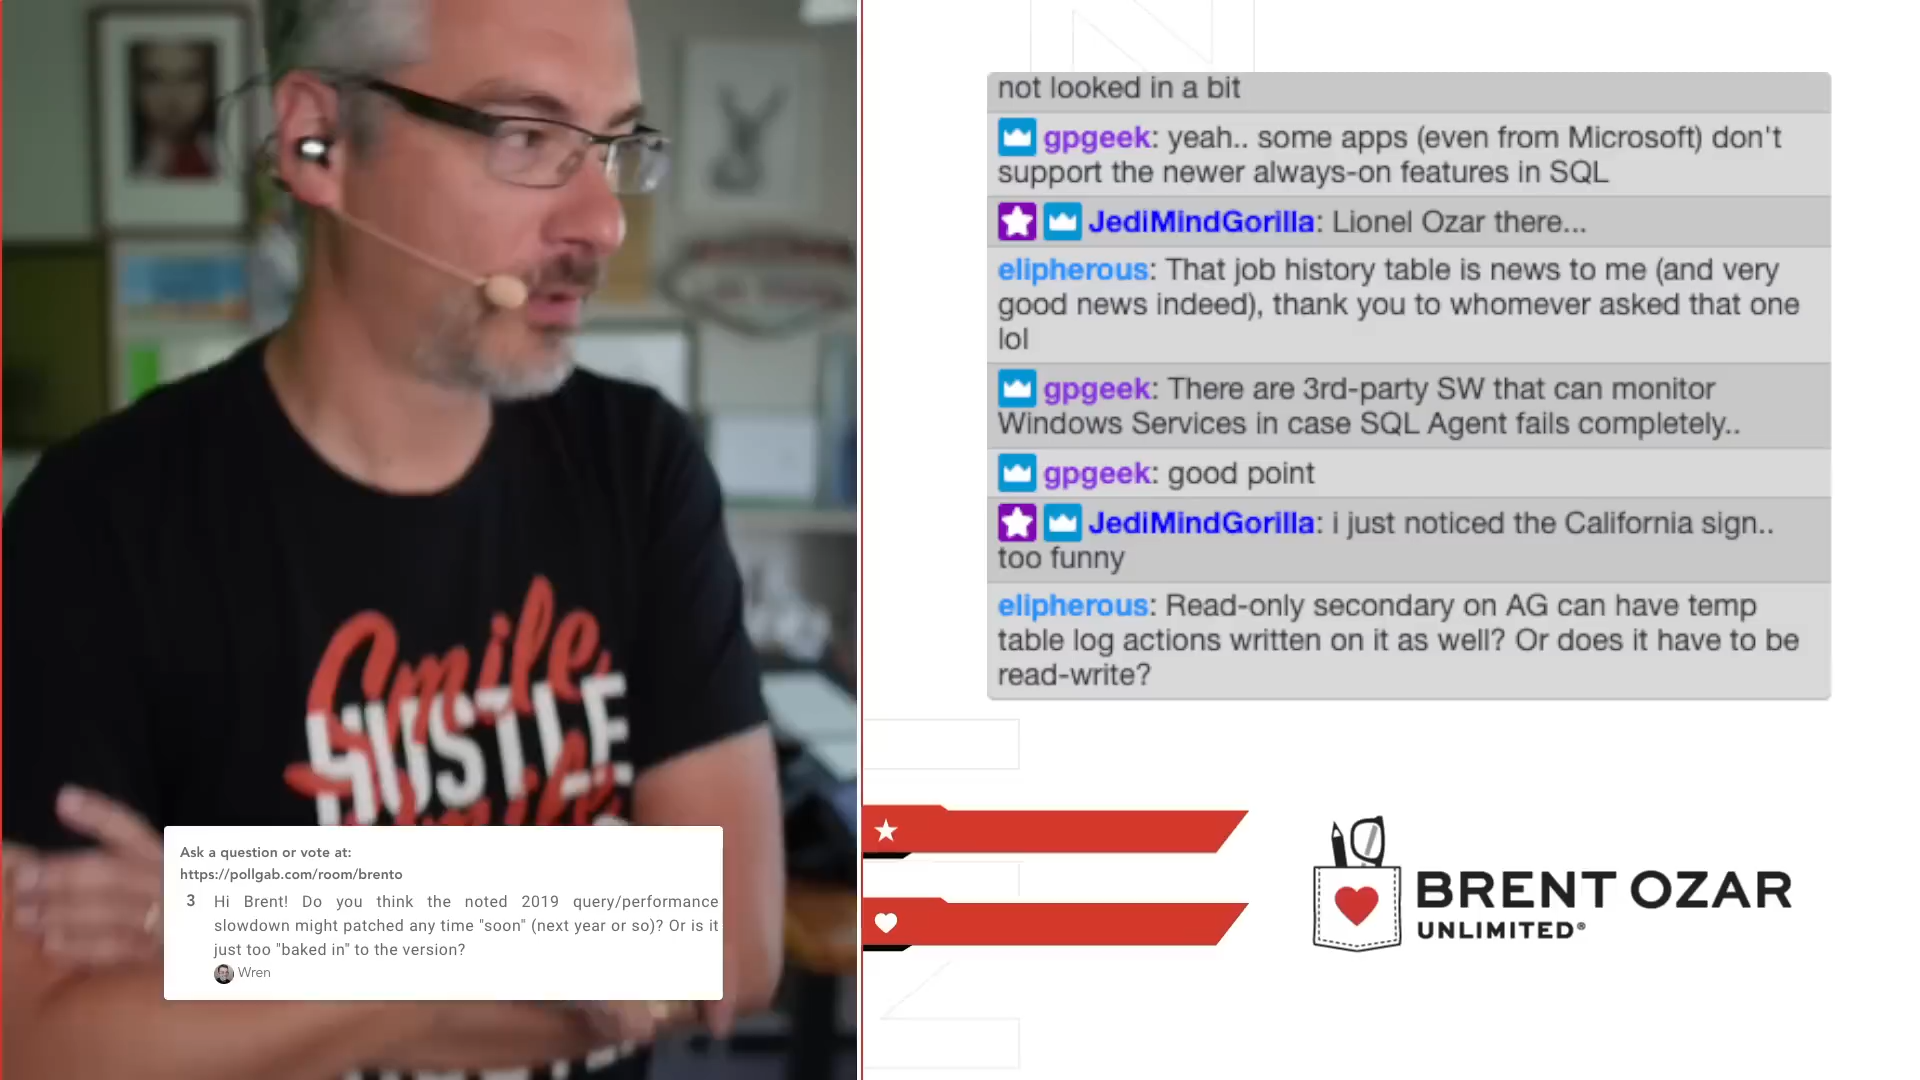 Smile
HUSTLE
Smile
Ask a question or vote at:
https://pollgab.com/room/brento
3 Hi Brent! Do you think the noted 2019 query/performance
slowdown might patched any time "soon" (next year or so)? Or is it
just too "baked in" to the version?
Wren
not looked in a bit
gpgeek: yeah.. some apps (even from Microsoft) don't
support the newer always-on features in SQL
JediMindGorilla: Lionel Ozar there...
elipherous: That job history table is news to me (and very
good news indeed), thank you to whomever asked that one
lol
gpgeek: There are 3rd-party SW that can monitor
Windows Services in case SQL Agent fails completely..
gpgeek: good point
JediMindGorilla: i just noticed the California sign..
too funny
elipherous: Read-only secondary on AG can have temp
table log actions written on it as well? Or does it have to be
read-write?
BRENT OZAR
UNLIMITED®